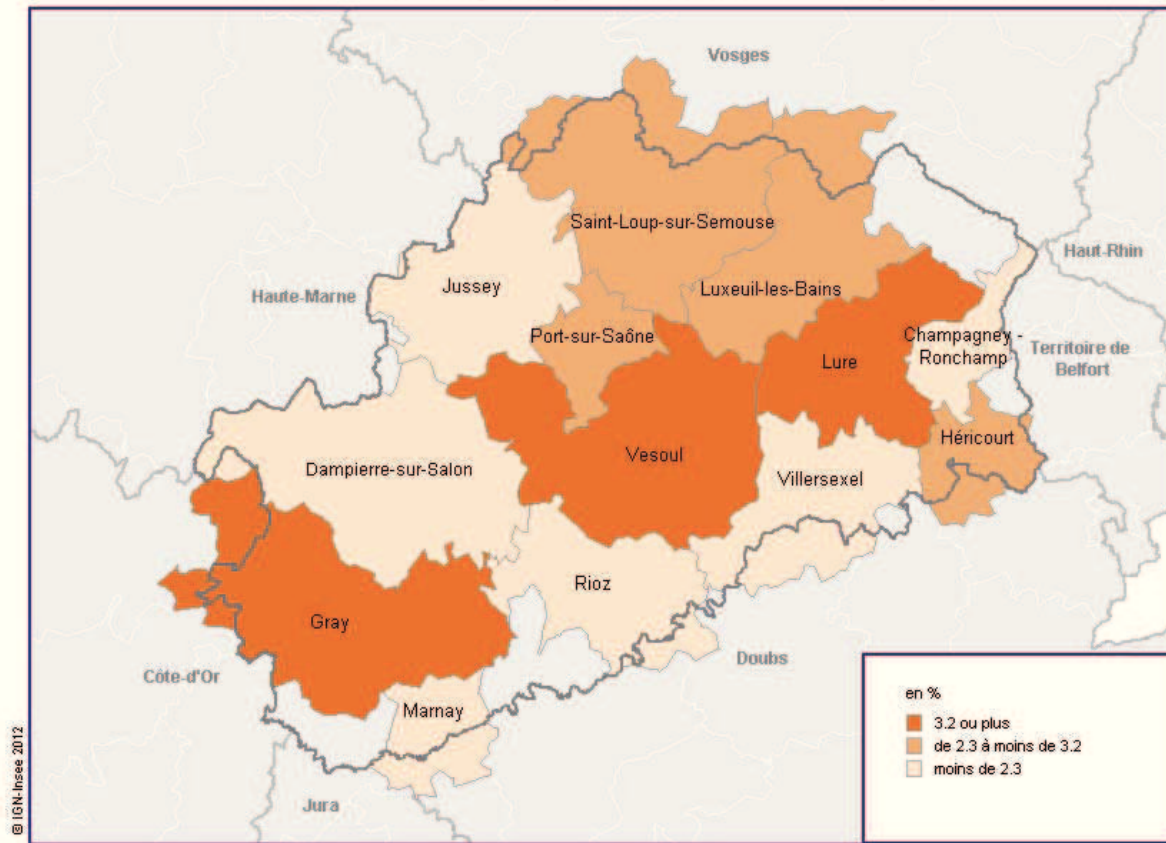 Vosges
Saint-Loup-sur-Semouse
Haut-Rhin
Haute-Marne
Jussey
Luxeuil-les-Bains
Port-sur-Saône
Champagney -
Ronchamp
Territoire de
Belfort
Lure
Héricourt
Vesoul
Dampierre-sur-Salon
Villersexel
Rioz
Gray
Doubs
Côte-d'Or
Marnay
Jura
en %
3.2 ou plus
de 2.3 à moins de 3.2
moins de 2.3
© IGN-Insee 2012